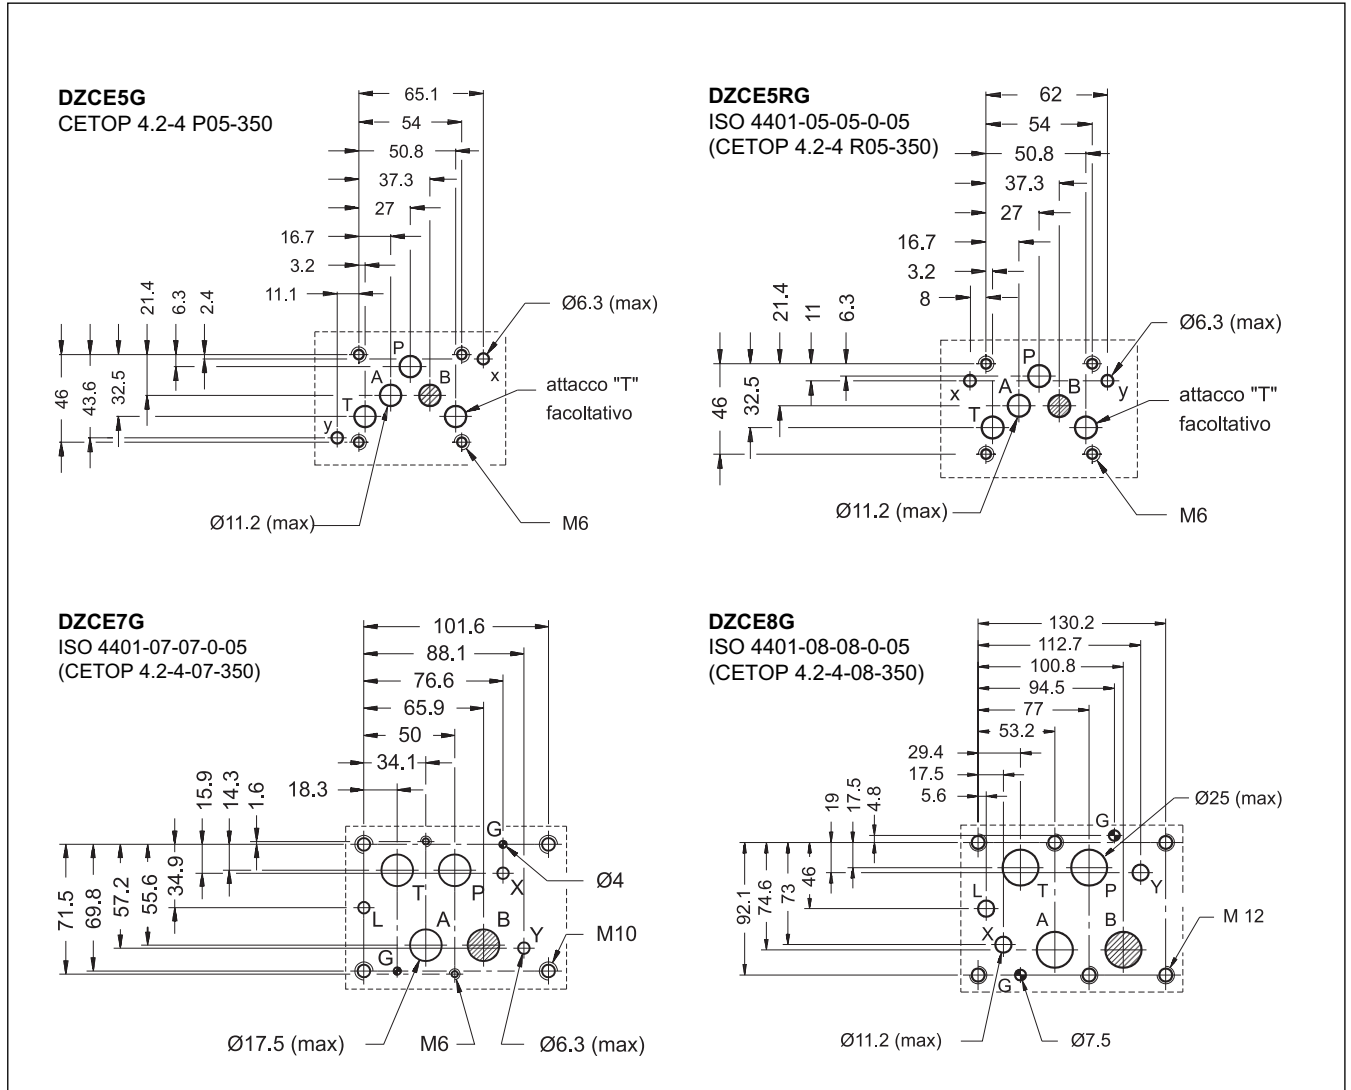 DZCE5G
CETOP 4.2-4 P05-350
65.1
54
50.8
37.3
27
16.7
3.2
11.1
21.4
6.3
2.4
Ø6.3 (max)
P
x
A
B
attacco "T"
facoltativo
T
y
46
43.6
32.5
Ø11.2 (max)
M6
DZCE5RG
ISO 4401-05-05-0-05
(CETOP 4.2-4 R05-350)
62
54
50.8
37.3
27
16.7
3.2
8
21.4
11
6.3
Ø6.3 (max)
P
x
A
B
y
attacco "T"
facoltativo
T
46
32.5
Ø11.2 (max)
M6
DZCE7G
ISO 4401-07-07-0-05
(CETOP 4.2-4-07-350)
101.6
88.1
76.6
65.9
50
34.1
18.3
15.9
14.3
1.6
G
Ø4
T
P
X
L
A
B
Y
M10
G
71.5
69.8
57.2
55.6
34.9
Ø17.5 (max)
M6
Ø6.3 (max)
DZCE8G
ISO 4401-08-08-0-05
(CETOP 4.2-4-08-350)
130.2
112.7
100.8
94.5
77
53.2
29.4
17.5
5.6
19
17.5
4.8
Ø25 (max)
G
T
P
Y
L
A
B
M 12
X
G
92.1
74.6
73
46
Ø11.2 (max)
Ø7.5